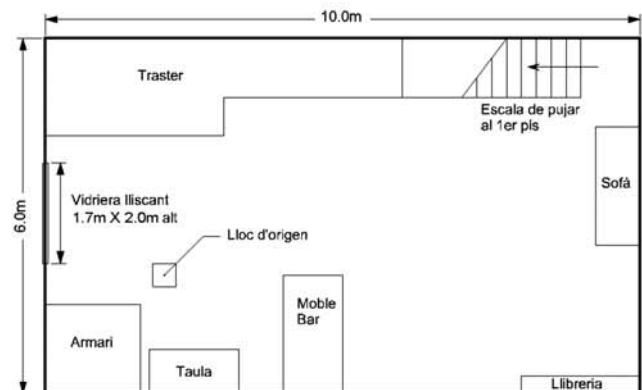 10.0m
Traster
Escala de pujar
al 1er pls
Sofà
6.0m
Vidriera lliscant
1.7m X 2.0m alt
Lloc d'origen
Moble
Bar
Armari
Taula
Llibreria